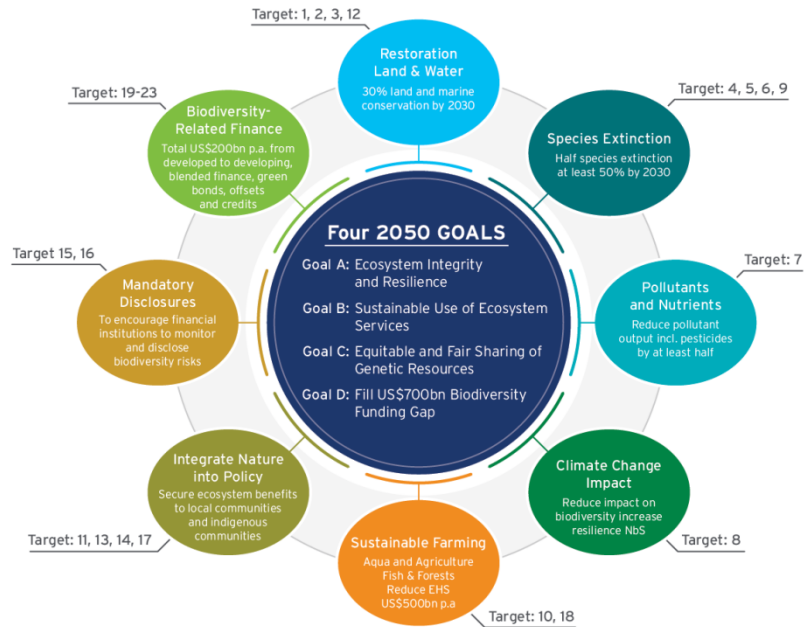 Target: 1, 2, 3, 12
Restoration
Land & Water
30% land and marine
conservation by 2030
Target: 4, 5, 6, 9
Species Extinction
Half species extinction
at least 50% by 2030
Target: 7
Pollutants
and Nutrients
Reduce pollutant
output incl. pesticides
by at least half
Climate Change
Impact
Reduce impact on
biodiversity increase
resilience NbS
Target: 8
Sustainable Farming
Aqua and Agriculture
Fish & Forests
Reduce EHS
US$500bn p.a
Target: 10, 18
Integrate Nature
into Policy
Secure ecosystem benefits
to local communities
and indigenous
communities
Target: 11, 13, 14, 17
Target 15, 16
Mandatory
Disclosures
To encourage financial
institutions to monitor
and disclose
biodiversity risks
Target: 19-23
Biodiversity-
Related Finance
Total US$200bn p.a. from
developed to developing,
blended finance, green
bonds, offsets
and credits
Four 2050 GOALS
Goal A: Ecosystem Integrity
and Resilience
Goal B: Sustainable Use of Ecosystem
Services
Goal C: Equitable and Fair Sharing of
Genetic Resources
Goal D: Fill US$700bn Biodiversity
Funding Gap